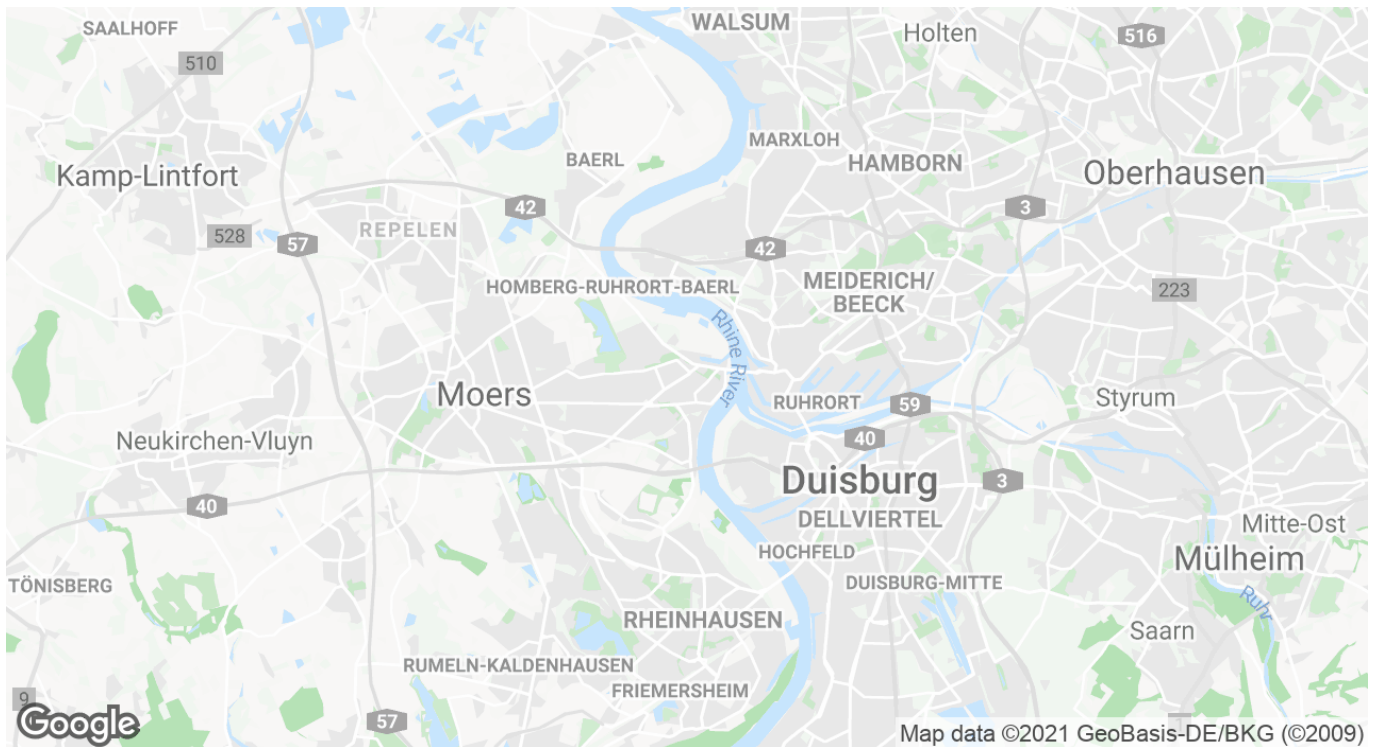 WALSUM
Holten
SAALHOFF
516
510
MARXLOH
BAERL
HAMBORN
Kamp-Lintfort
Oberhausen
42
3
REPELEN
528
57
42
HOMBERG-RUHRORT-BAERL
MEIDERICH/
BEECK
223
Rhine River
Moers
RUHRORT
59
Styrum
Neukirchen-Vluyn
40
Duisburg
3
40
DELLVIERTEL
Mitte-Ost
HOCHFELD
Mülheim
TÖNISBERG
DUISBURG-MITTE
Ruhr
RHEINHAUSEN
Saarn
RUMELN-KALDENHAUSEN
FRIEMERSHEIM
9
57
Google
Map data ©2021 GeoBasis-DE/BKG (©2009)